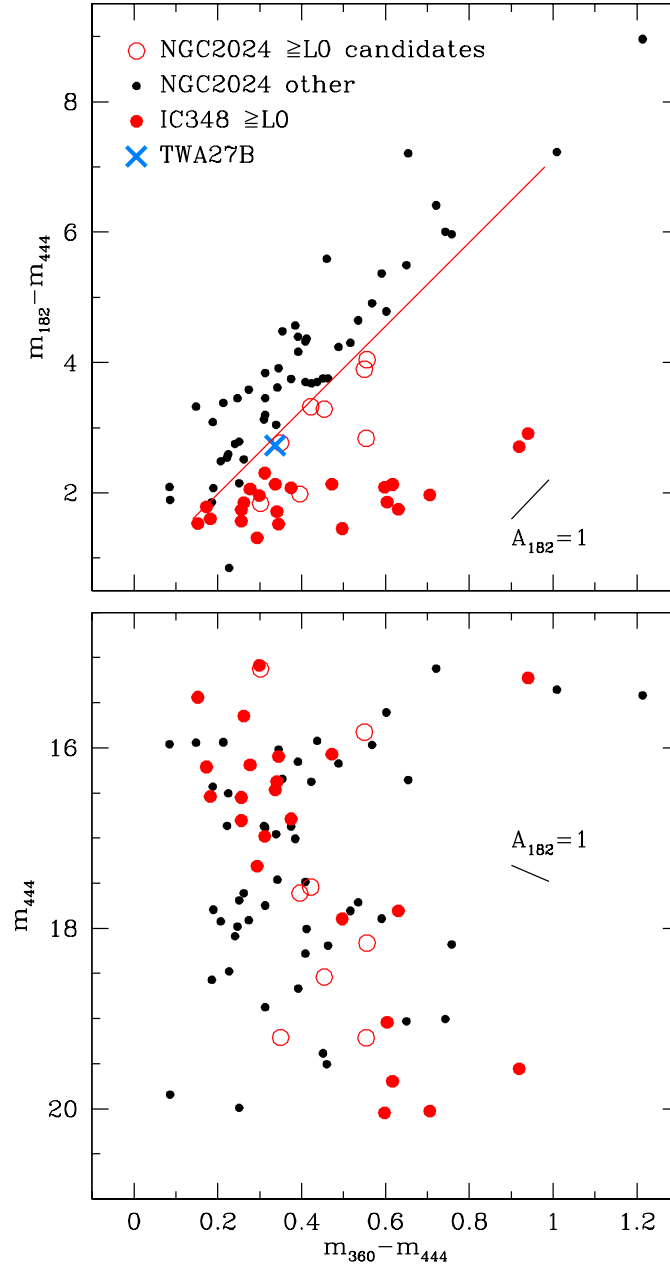 NGC2024 ≧L0 candidates
NGC2024 other
IC348 ≧L0
TWA27B
8
6
4
2
m₁₈₂−m₄₄₄
A₁₈₂=1
16
18
20
m₄₄₄
A₁₈₂=1
0 0.2 0.4 0.6 0.8 1 1.2
m₃₆₀−m₄₄₄